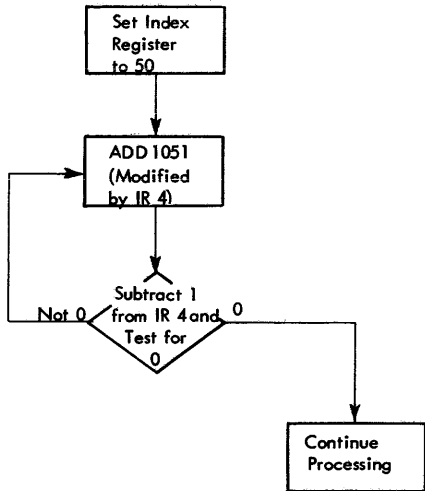 Set Index
Register
to 50
ADD 1051
(Modified
by IR 4)
Subtract 1
from IR 4 and
Test for
0
Not 0
0
Continue
Processing